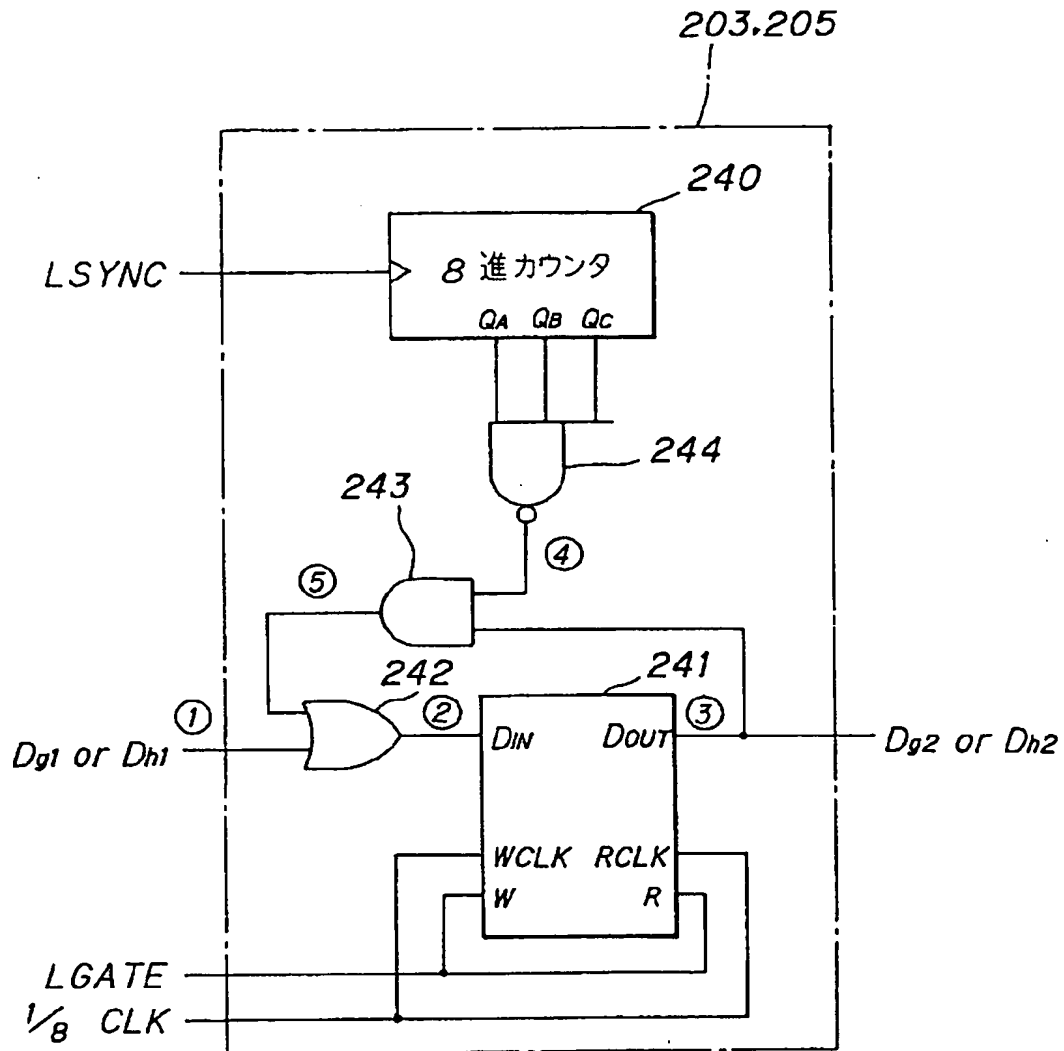 203,205
240
LSYNC
8 進カウンタ
QA QB QC
244
243
④
⑤
242
241
①
②
③
Dg1 or Dh1
DIN DOUT
Dg2 or Dh2
WCLK RCLK
W R
LGATE
1/8 CLK